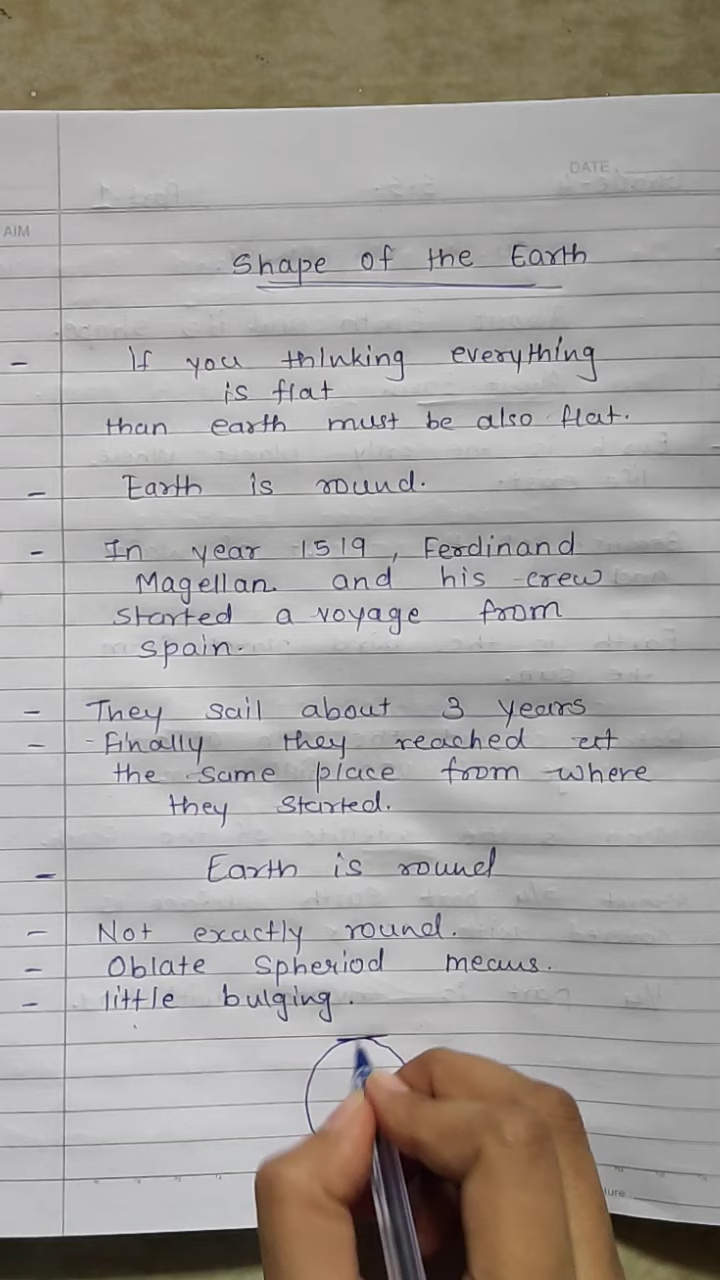 DATE
AIM
Shape of the Earth
- If you thinking everything
is flat
than earth must be also flat.
- Earth is round.
- In year 1519, Ferdinand
Magellan and his crew
started a voyage from
spain.
- They sail about 3 years
- Finally they reached at
the same place from where
they started.
- Earth is round
- Not exactly round.
- Oblate Spheriod means.
- little bulging.
ure